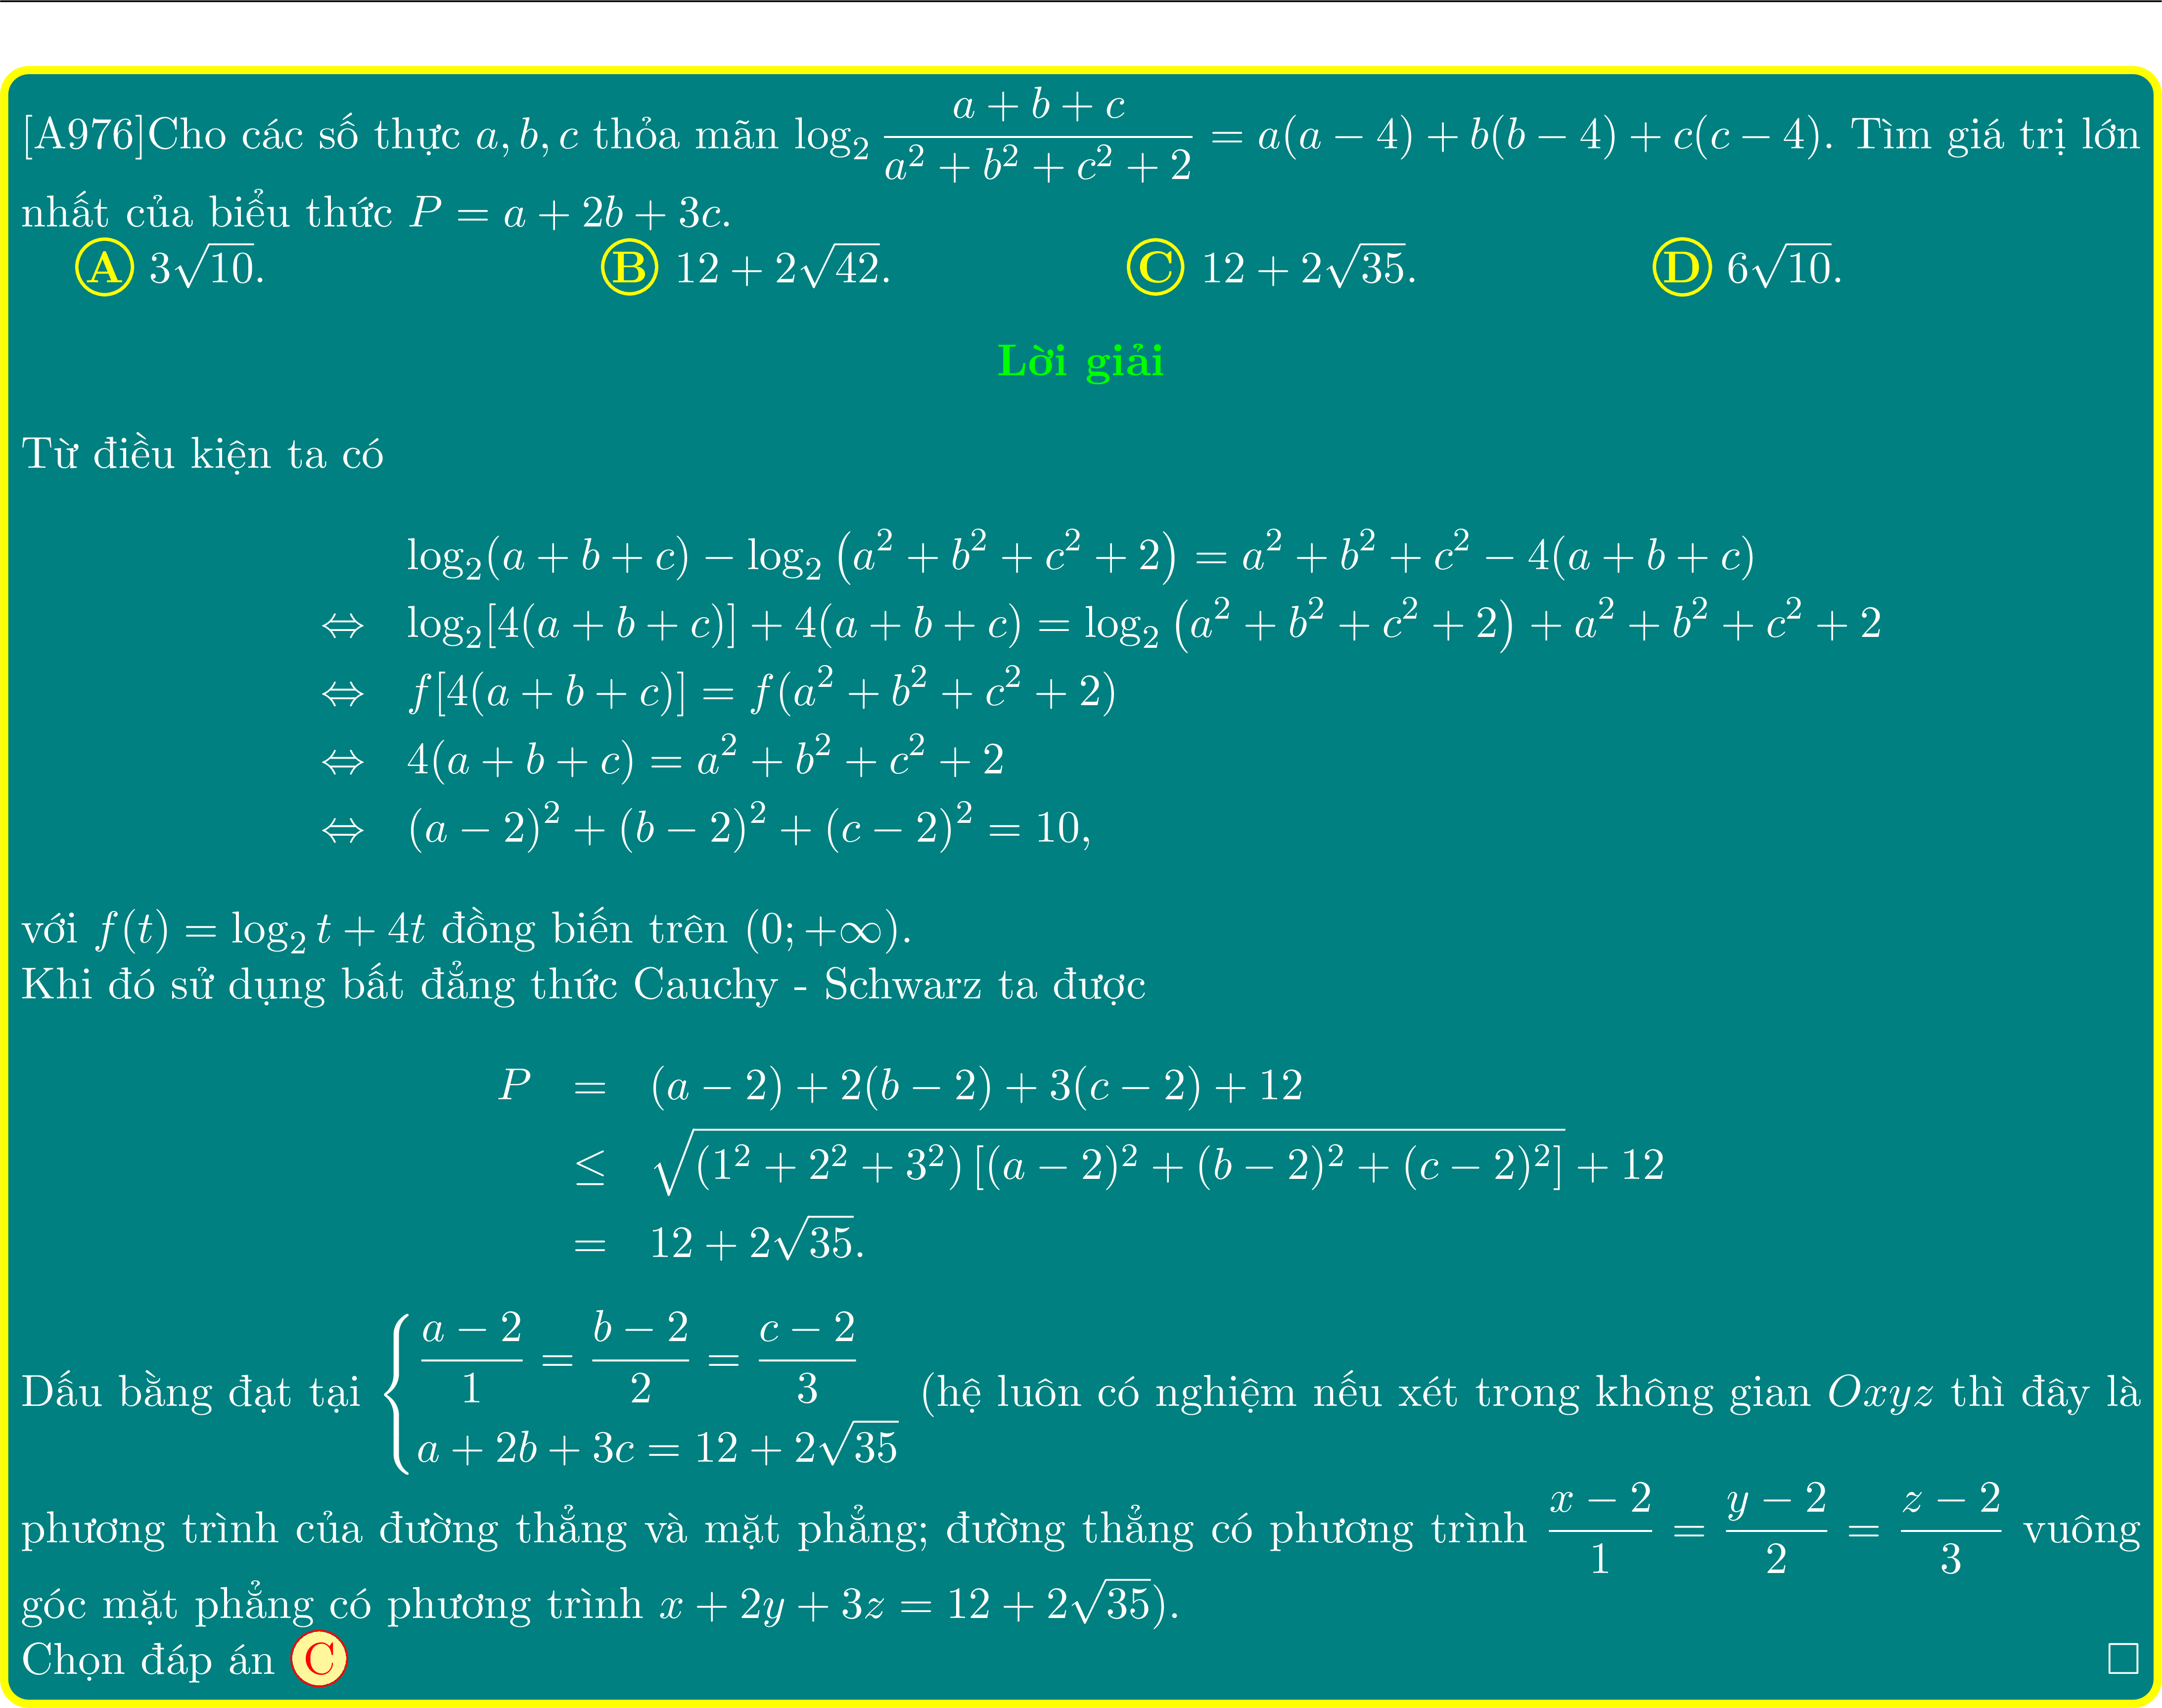 [A976]Cho các số thực $a, b, c$ thỏa mãn $\log_2 \dfrac{a+b+c}{a^2+b^2+c^2+2} = a(a-4)+b(b-4)+c(c-4)$. Tìm giá trị lớn
nhất của biểu thức $P = a + 2b + 3c$.
Ⓐ $3\sqrt{10}$. Ⓑ $12 + 2\sqrt{42}$. Ⓒ $12 + 2\sqrt{35}$. Ⓓ $6\sqrt{10}$.
Lời giải
Từ điều kiện ta có
$\log_2(a+b+c) - \log_2\left(a^2+b^2+c^2+2\right) = a^2+b^2+c^2-4(a+b+c)$
$\Leftrightarrow \log_2[4(a+b+c)] + 4(a+b+c) = \log_2\left(a^2+b^2+c^2+2\right) + a^2+b^2+c^2+2$
$\Leftrightarrow f[4(a+b+c)] = f(a^2+b^2+c^2+2)$
$\Leftrightarrow 4(a+b+c) = a^2+b^2+c^2+2$
$\Leftrightarrow (a-2)^2+(b-2)^2+(c-2)^2 = 10,$
với $f(t) = \log_2 t + 4t$ đồng biến trên $(0;+\infty)$.
Khi đó sử dụng bất đẳng thức Cauchy - Schwarz ta được
$P = (a-2)+2(b-2)+3(c-2)+12$
$\leq \sqrt{(1^2+2^2+3^2)\left[(a-2)^2+(b-2)^2+(c-2)^2\right]}+12$
$= 12+2\sqrt{35}.$
Dấu bằng đạt tại $\begin{cases} \dfrac{a-2}{1} = \dfrac{b-2}{2} = \dfrac{c-2}{3} \\ a+2b+3c = 12+2\sqrt{35} \end{cases}$ (hệ luôn có nghiệm nếu xét trong không gian $Oxyz$ thì đây là
phương trình của đường thẳng và mặt phẳng; đường thẳng có phương trình $\dfrac{x-2}{1} = \dfrac{y-2}{2} = \dfrac{z-2}{3}$ vuông
góc mặt phẳng có phương trình $x+2y+3z = 12+2\sqrt{35}$).
Chọn đáp án Ⓒ □